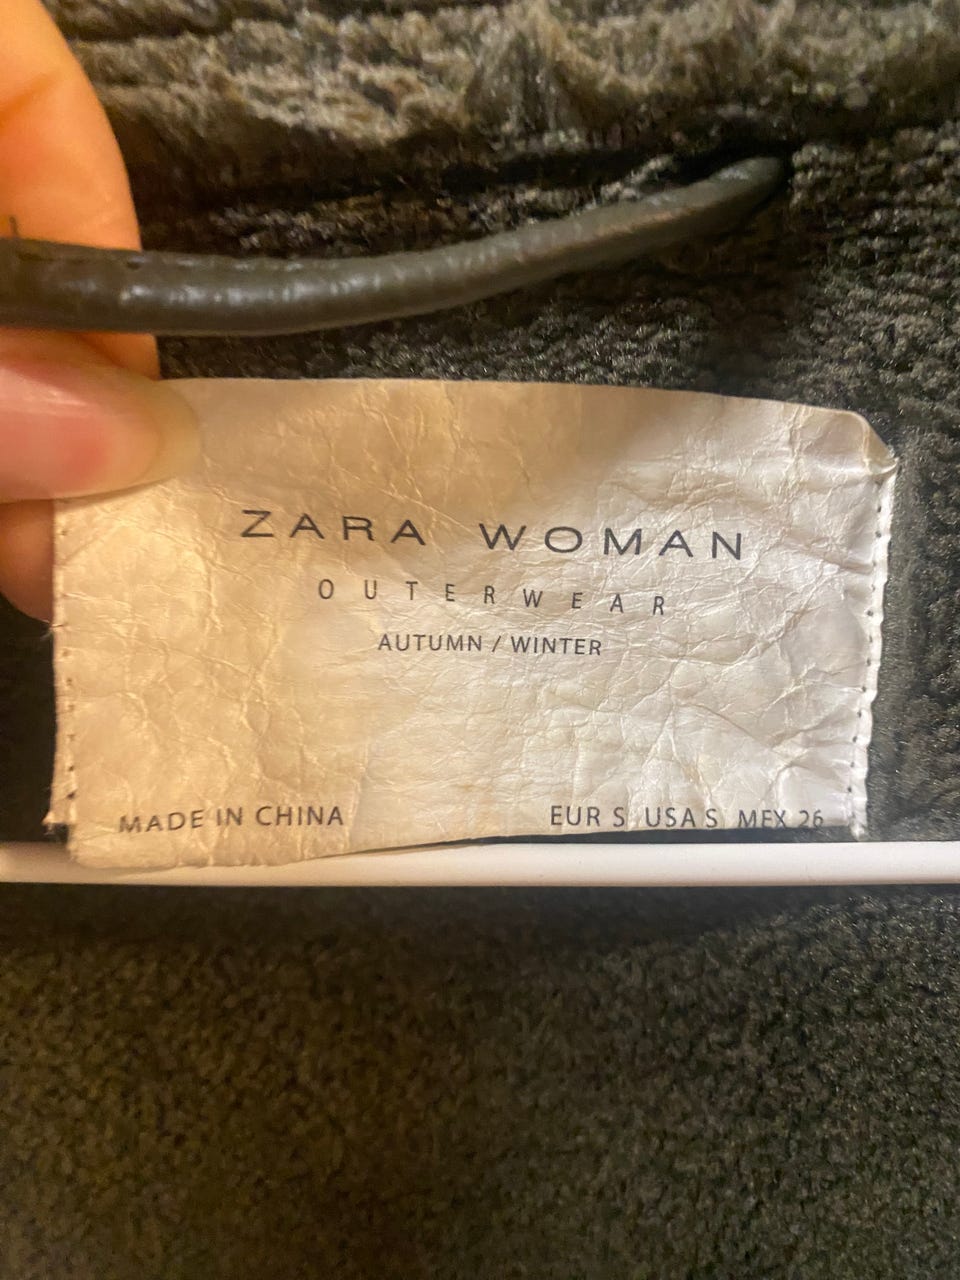 ZARA WOMAN
OUTERWEAR
AUTUMN / WINTER
MADE IN CHINA EUR S USA S MEX 26